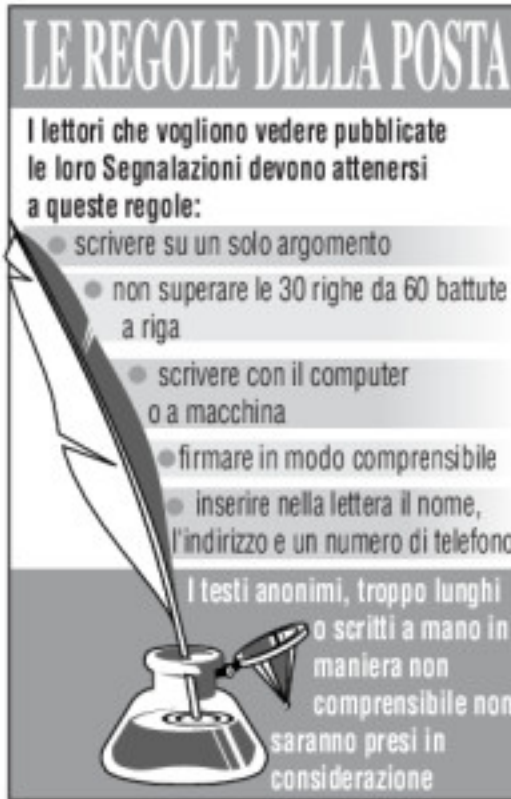 LE REGOLE DELLA POSTA
I lettori che vogliono vedere pubblicate
le loro Segnalazioni devono attenersi
a queste regole:
scrivere su un solo argomento
non superare le 30 righe da 60 battute
a riga
scrivere con il computer
o a macchina
firmare in modo comprensibile
inserire nella lettera il nome,
l'indirizzo e un numero di telefono
I testi anonimi, troppo lunghi
o scritti a mano in
maniera non
comprensibile non
saranno presi in
considerazione